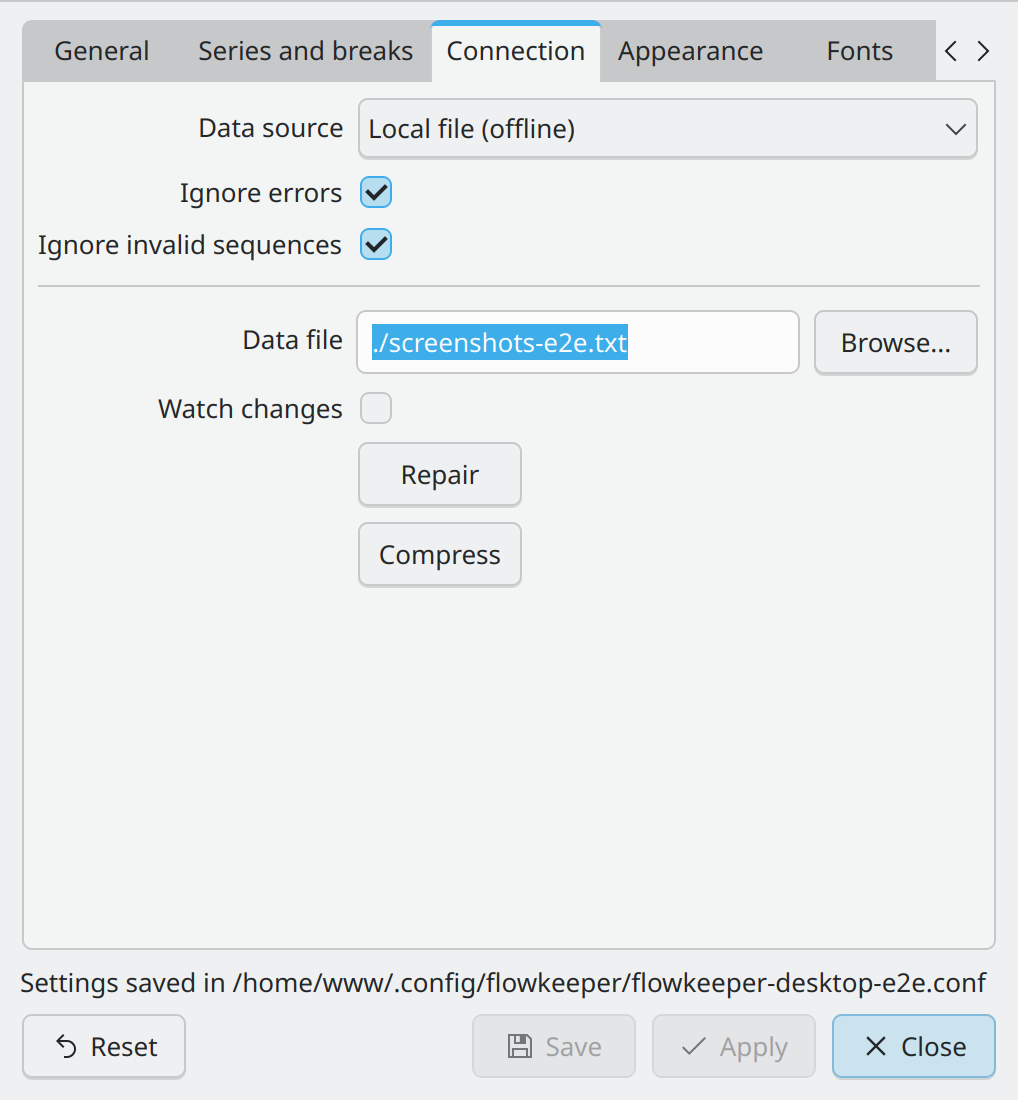 General Series and breaks Connection Appearance Fonts
Data source Local file (offline)
Ignore errors
Ignore invalid sequences
Data file ./screenshots-e2e.txt Browse...
Watch changes
Repair
Compress
Settings saved in /home/www/.config/flowkeeper/flowkeeper-desktop-e2e.conf
Reset Save Apply Close